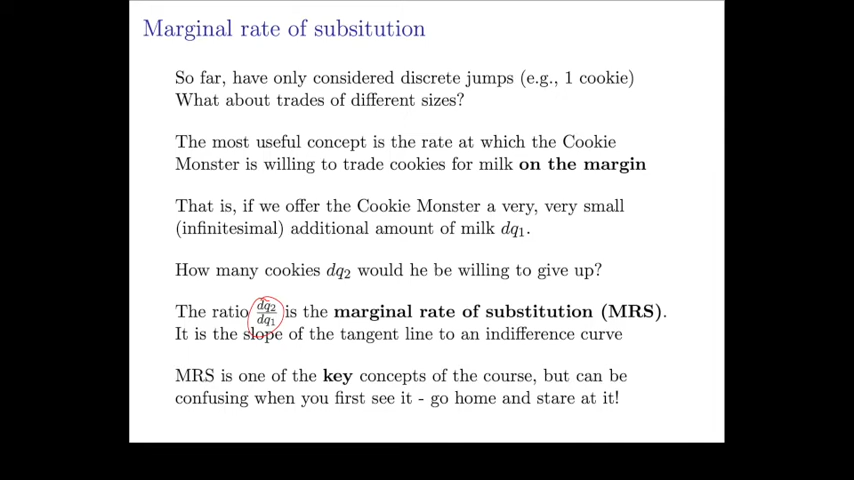 Marginal rate of subsitution
So far, have only considered discrete jumps (e.g., 1 cookie)
What about trades of different sizes?
The most useful concept is the rate at which the Cookie
Monster is willing to trade cookies for milk on the margin
That is, if we offer the Cookie Monster a very, very small
(infinitesimal) additional amount of milk dq₁.
How many cookies dq₂ would he be willing to give up?
The ratio dq₂/dq₁ is the marginal rate of substitution (MRS).
It is the slope of the tangent line to an indifference curve
MRS is one of the key concepts of the course, but can be
confusing when you first see it - go home and stare at it!